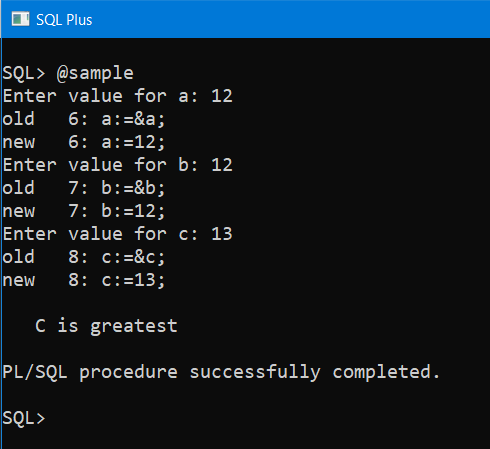 SQL Plus
SQL> @sample
Enter value for a: 12
old   6: a:=&a;
new   6: a:=12;
Enter value for b: 12
old   7: b:=&b;
new   7: b:=12;
Enter value for c: 13
old   8: c:=&c;
new   8: c:=13;
   C is greatest
PL/SQL procedure successfully completed.
SQL>